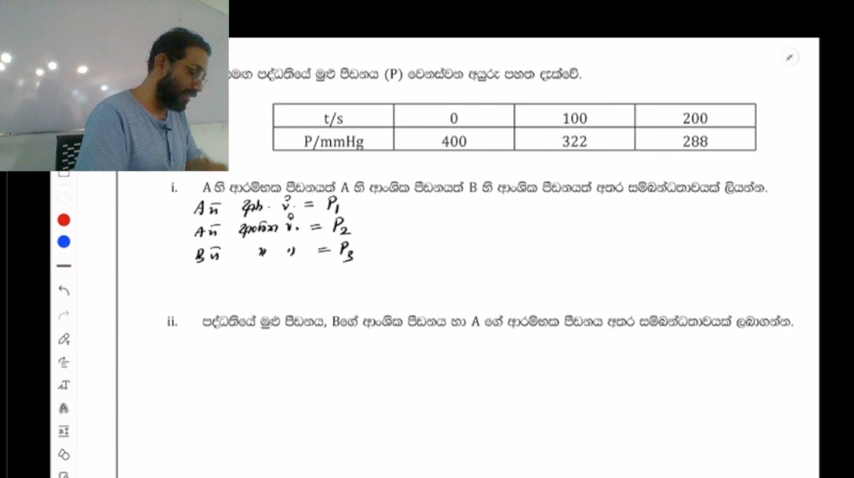 සමග පද්ධතියේ මුළු පීඩනය (P) වෙනස්වන අයුරු පහත දැක්වේ.
t/s 0 100 200
P/mmHg 400 322 288
i. A හි ආරම්භක පීඩනයත් A හි ආංශික පීඩනයත් B හි ආංශික පීඩනයත් අතර සම්බන්ධතාවයක් ලියන්න.
A හි ආරං. පී. = P₁
A හි ආංශික පී. = P₂
B හි " " = P₃
ii. පද්ධතියේ මුළු පීඩනය, Bගේ ආංශික පීඩනය හා A ගේ ආරම්භක පීඩනය අතර සම්බන්ධතාවයක් ලබාගන්න.